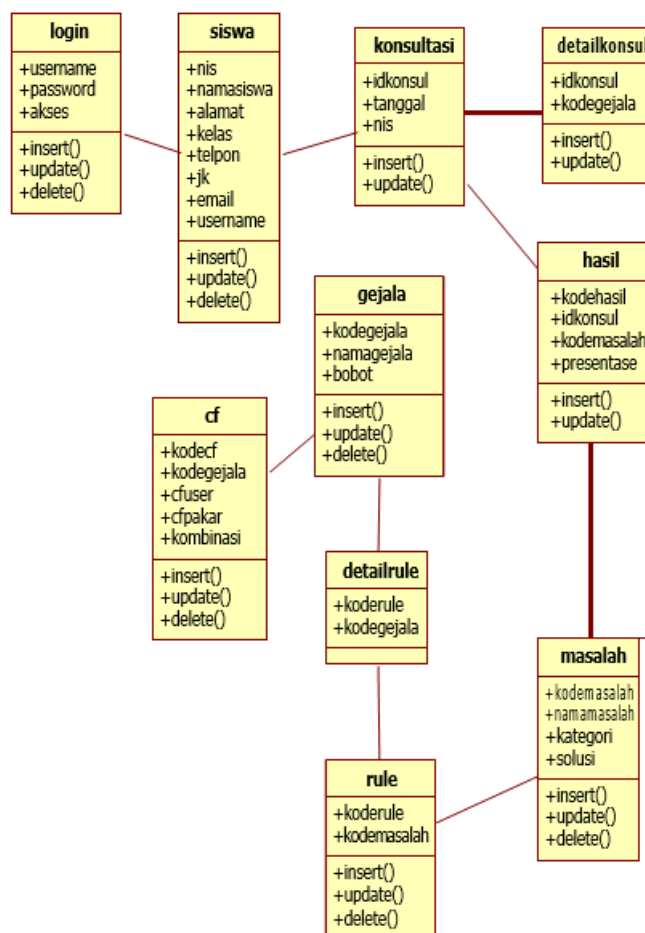 login
+username
+password
+akses
+insert()
+update()
+delete()
siswa
+nis
+namasiswa
+alamat
+kelas
+telpon
+jk
+email
+username
+insert()
+update()
+delete()
konsultasi
+idkonsul
+tanggal
+nis
+insert()
+update()
detailkonsul
+idkonsul
+kodegejala
+insert()
+update()
hasil
+kodehasil
+idkonsul
+kodemasalah
+presentase
+insert()
+update()
gejala
+kodegejala
+namagejala
+bobot
+insert()
+update()
+delete()
cf
+kodecf
+kodegejala
+cfuser
+cfpakar
+kombinasi
+insert()
+update()
+delete()
detailrule
+koderule
+kodegejala
masalah
+kodemasalah
+namamasalah
+kategori
+solusi
+insert()
+update()
+delete()
rule
+koderule
+kodemasalah
+insert()
+update()
+delete()